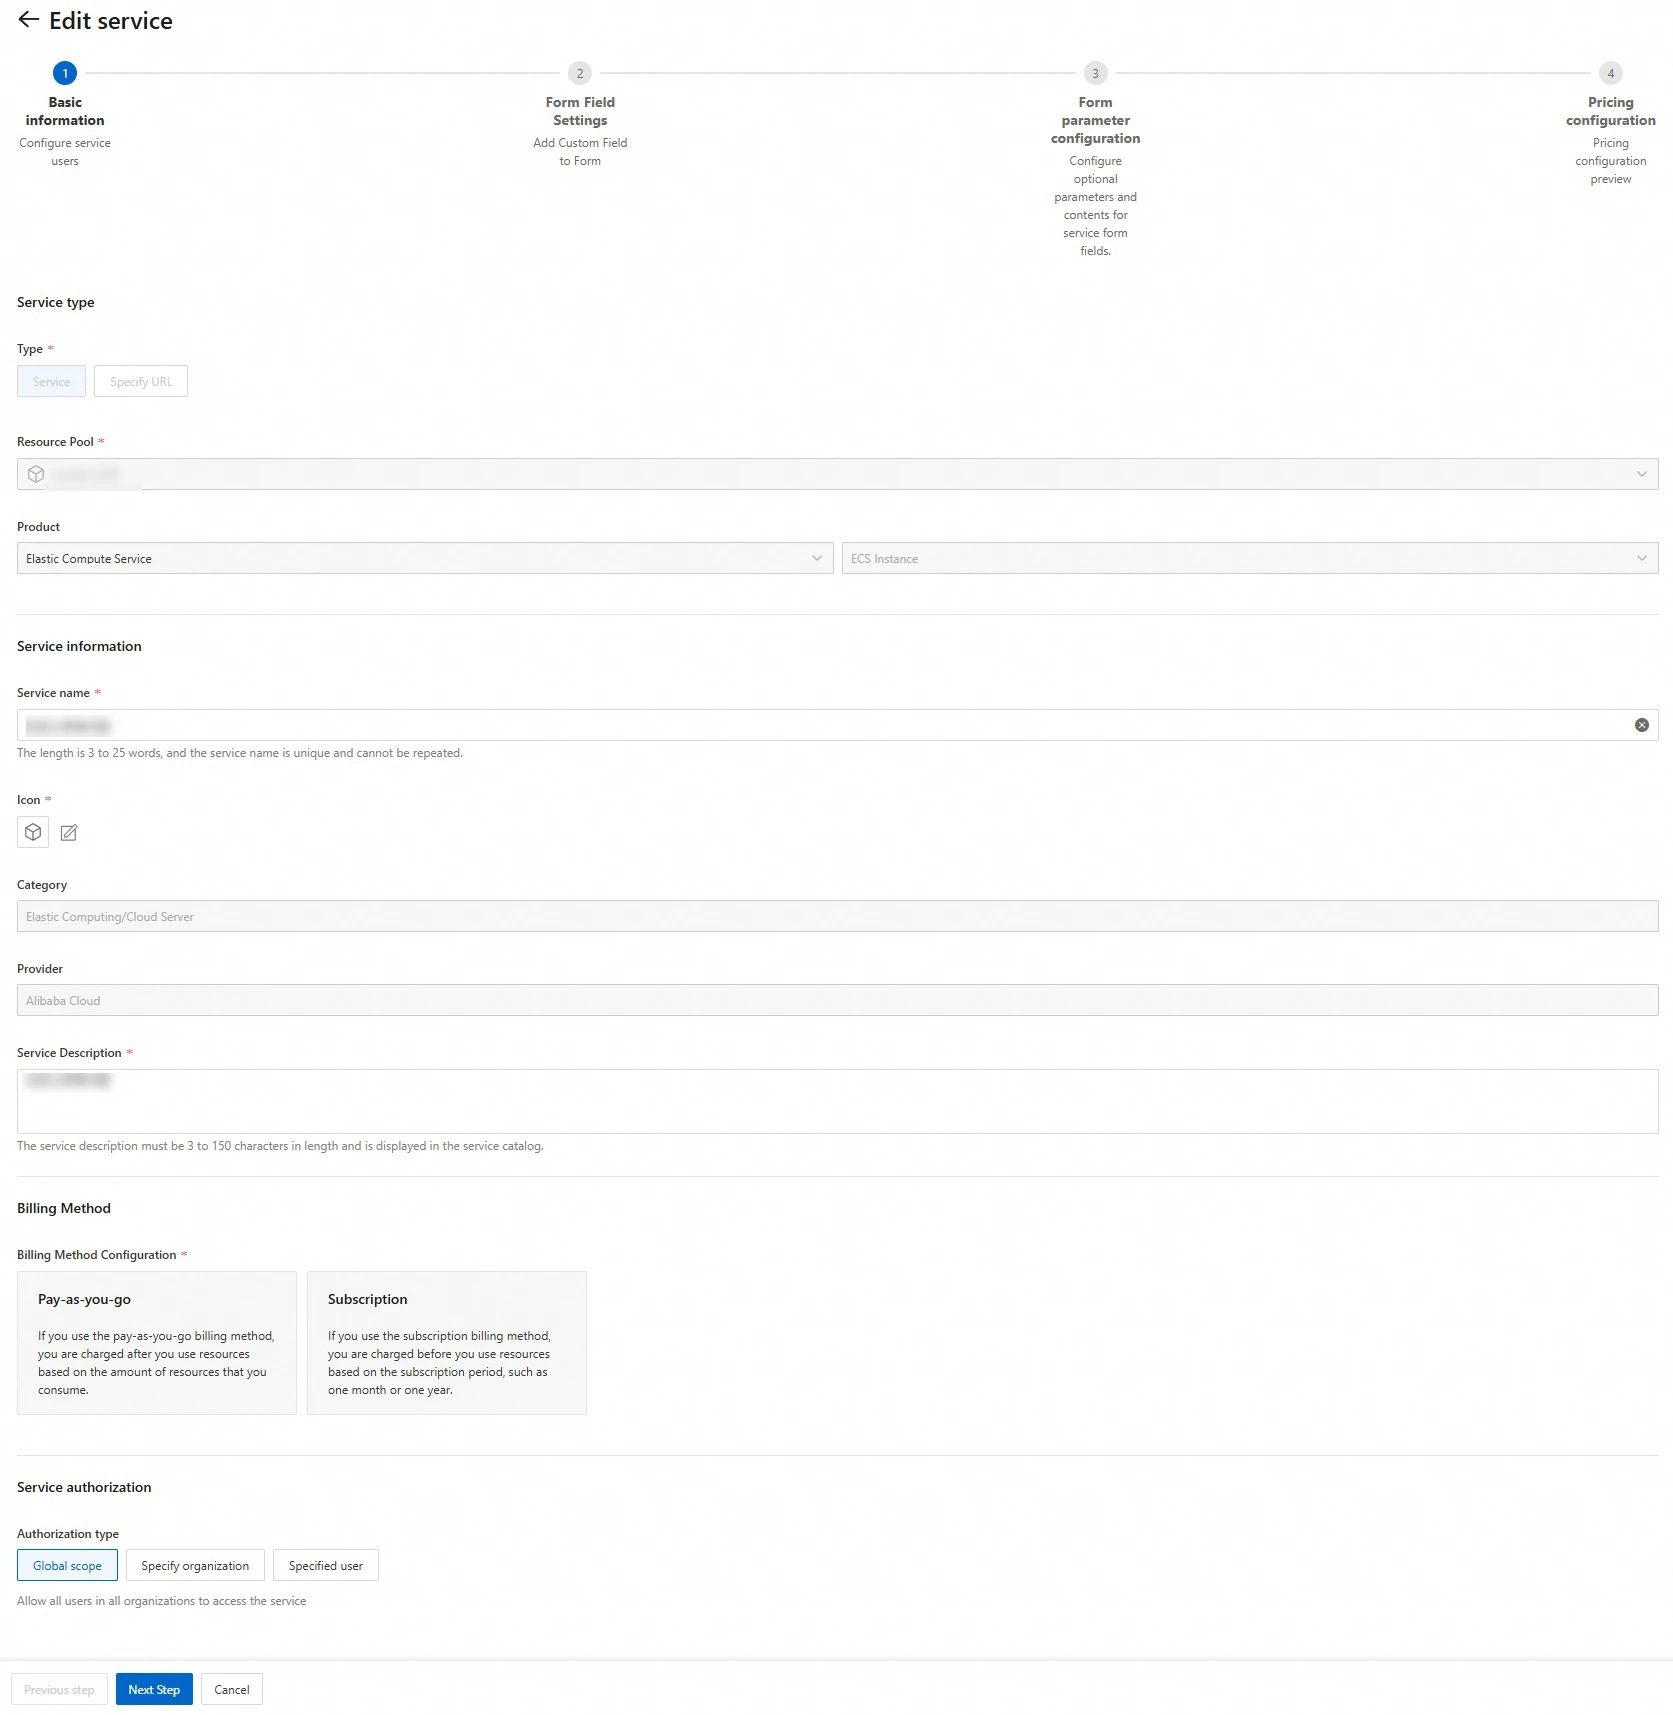 Edit service
1
Basic
information
Configure service
users
2
Form Field
Settings
Add Custom Field
to Form
3
Form
parameter
configuration
Configure
optional
parameters and
contents for
service form
fields.
4
Pricing
configuration
Pricing
configuration
preview
Service type
Type *
Service Specify URL
Resource Pool *
Product
Elastic Compute Service ECS Instance
Service information
Service name *
The length is 3 to 25 words, and the service name is unique and cannot be repeated.
Icon *
Category
Elastic Computing/Cloud Server
Provider
Alibaba Cloud
Service Description *
The service description must be 3 to 150 characters in length and is displayed in the service catalog.
Billing Method
Billing Method Configuration *
Pay-as-you-go
If you use the pay-as-you-go billing method,
you are charged after you use resources
based on the amount of resources that you
consume.
Subscription
If you use the subscription billing method,
you are charged before you use resources
based on the subscription period, such as
one month or one year.
Service authorization
Authorization type
Global scope Specify organization Specified user
Allow all users in all organizations to access the service
Previous step Next Step Cancel